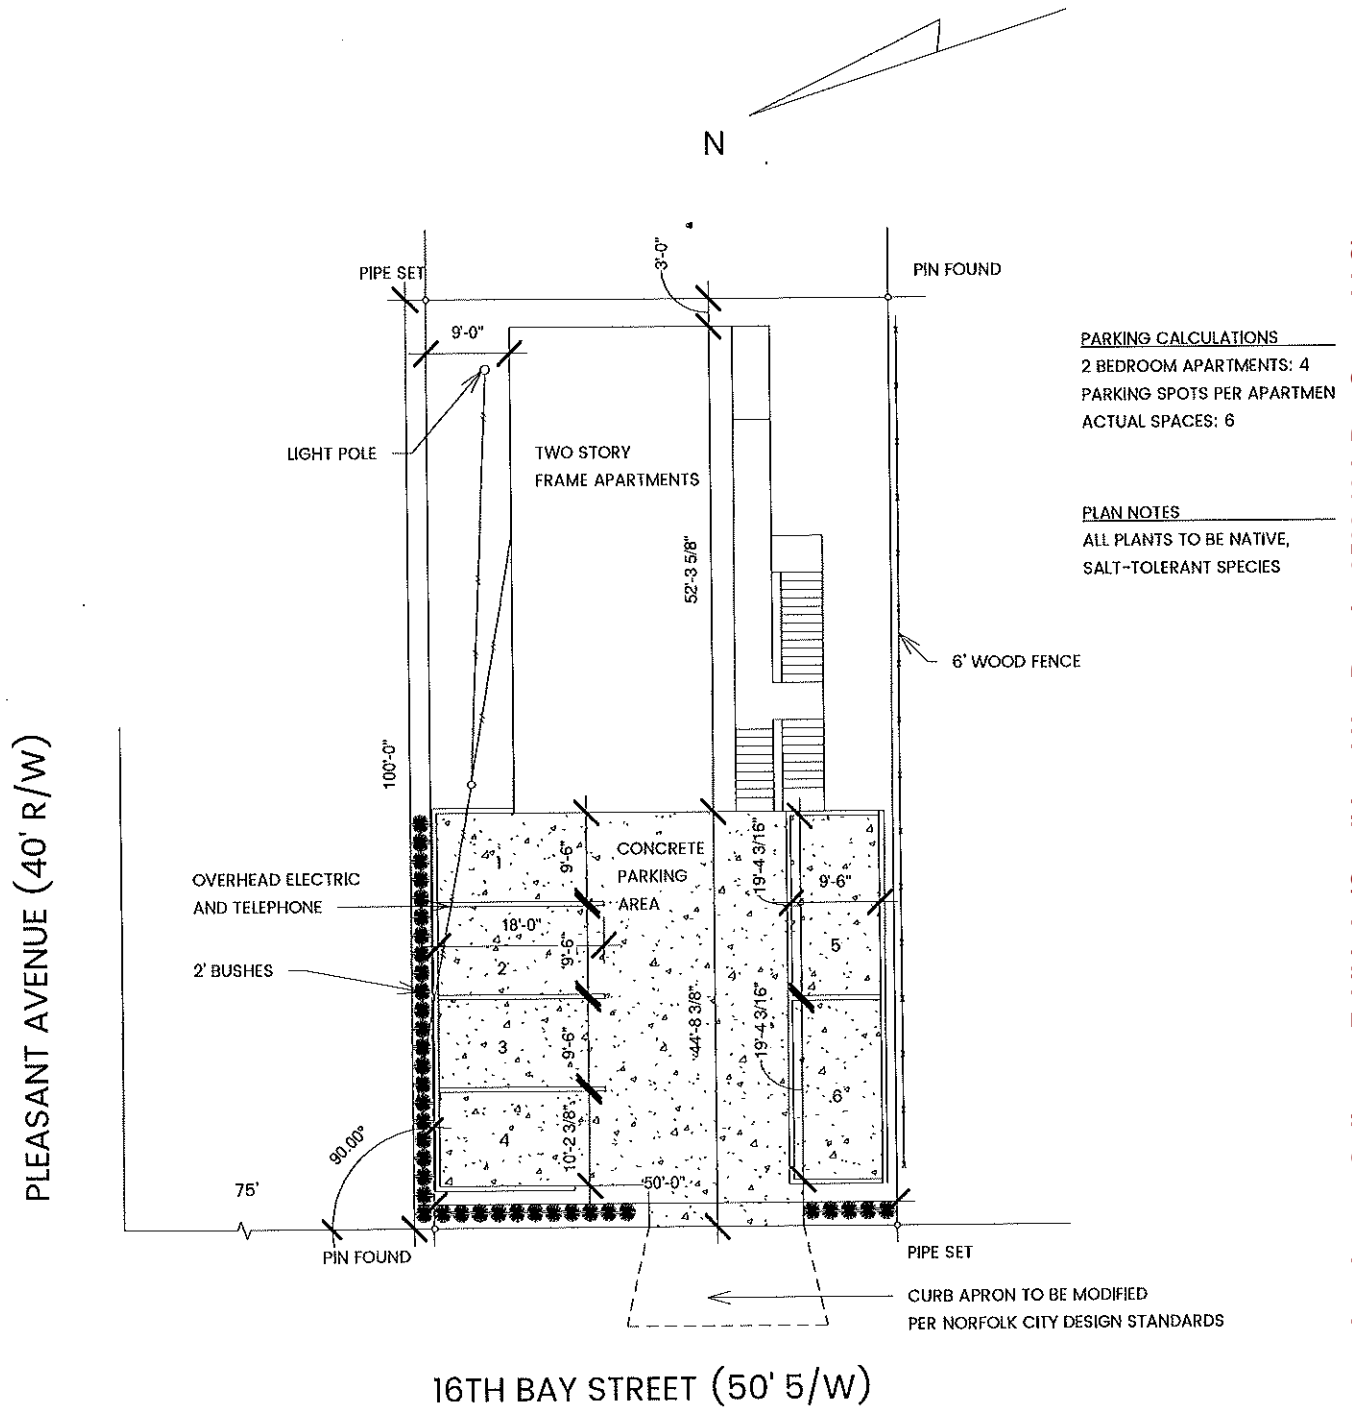 N
PIPE SET
3'-0"
PIN FOUND
9'-0"
PARKING CALCULATIONS
2 BEDROOM APARTMENTS: 4
PARKING SPOTS PER APARTMEN
ACTUAL SPACES: 6
LIGHT POLE
TWO STORY
FRAME APARTMENTS
PLAN NOTES
ALL PLANTS TO BE NATIVE,
SALT-TOLERANT SPECIES
52'-3 5/8"
6' WOOD FENCE
100'-0"
PLEASANT AVENUE (40' R/W)
OVERHEAD ELECTRIC
AND TELEPHONE
2' BUSHES
1
9'-6"
CONCRETE
PARKING
AREA
19'-4 3/16"
9'-6"
18'-0"
2
9'-6"
5
3
9'-6"
44'-8 3/8"
19'-4 3/16"
6
4
10'-2 3/8"
90.00°
75'
50'-0"
PIN FOUND
PIPE SET
CURB APRON TO BE MODIFIED
PER NORFOLK CITY DESIGN STANDARDS
16TH BAY STREET (50' 5/W)